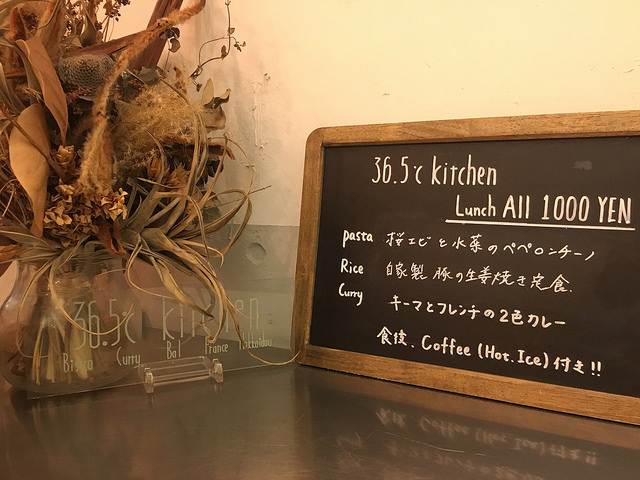 36.5℃ kitchen
Lunch All 1000 YEN
pasta 桜エビと水菜のペペロンチーノ
Rice 自家製 豚の生姜焼き定食.
Curry キーマとフレンチの2色カレー
食後、Coffee (Hot. Ice) 付き!!
36.5℃ kitchen
Bistro Curry Bal France Hokkaidou